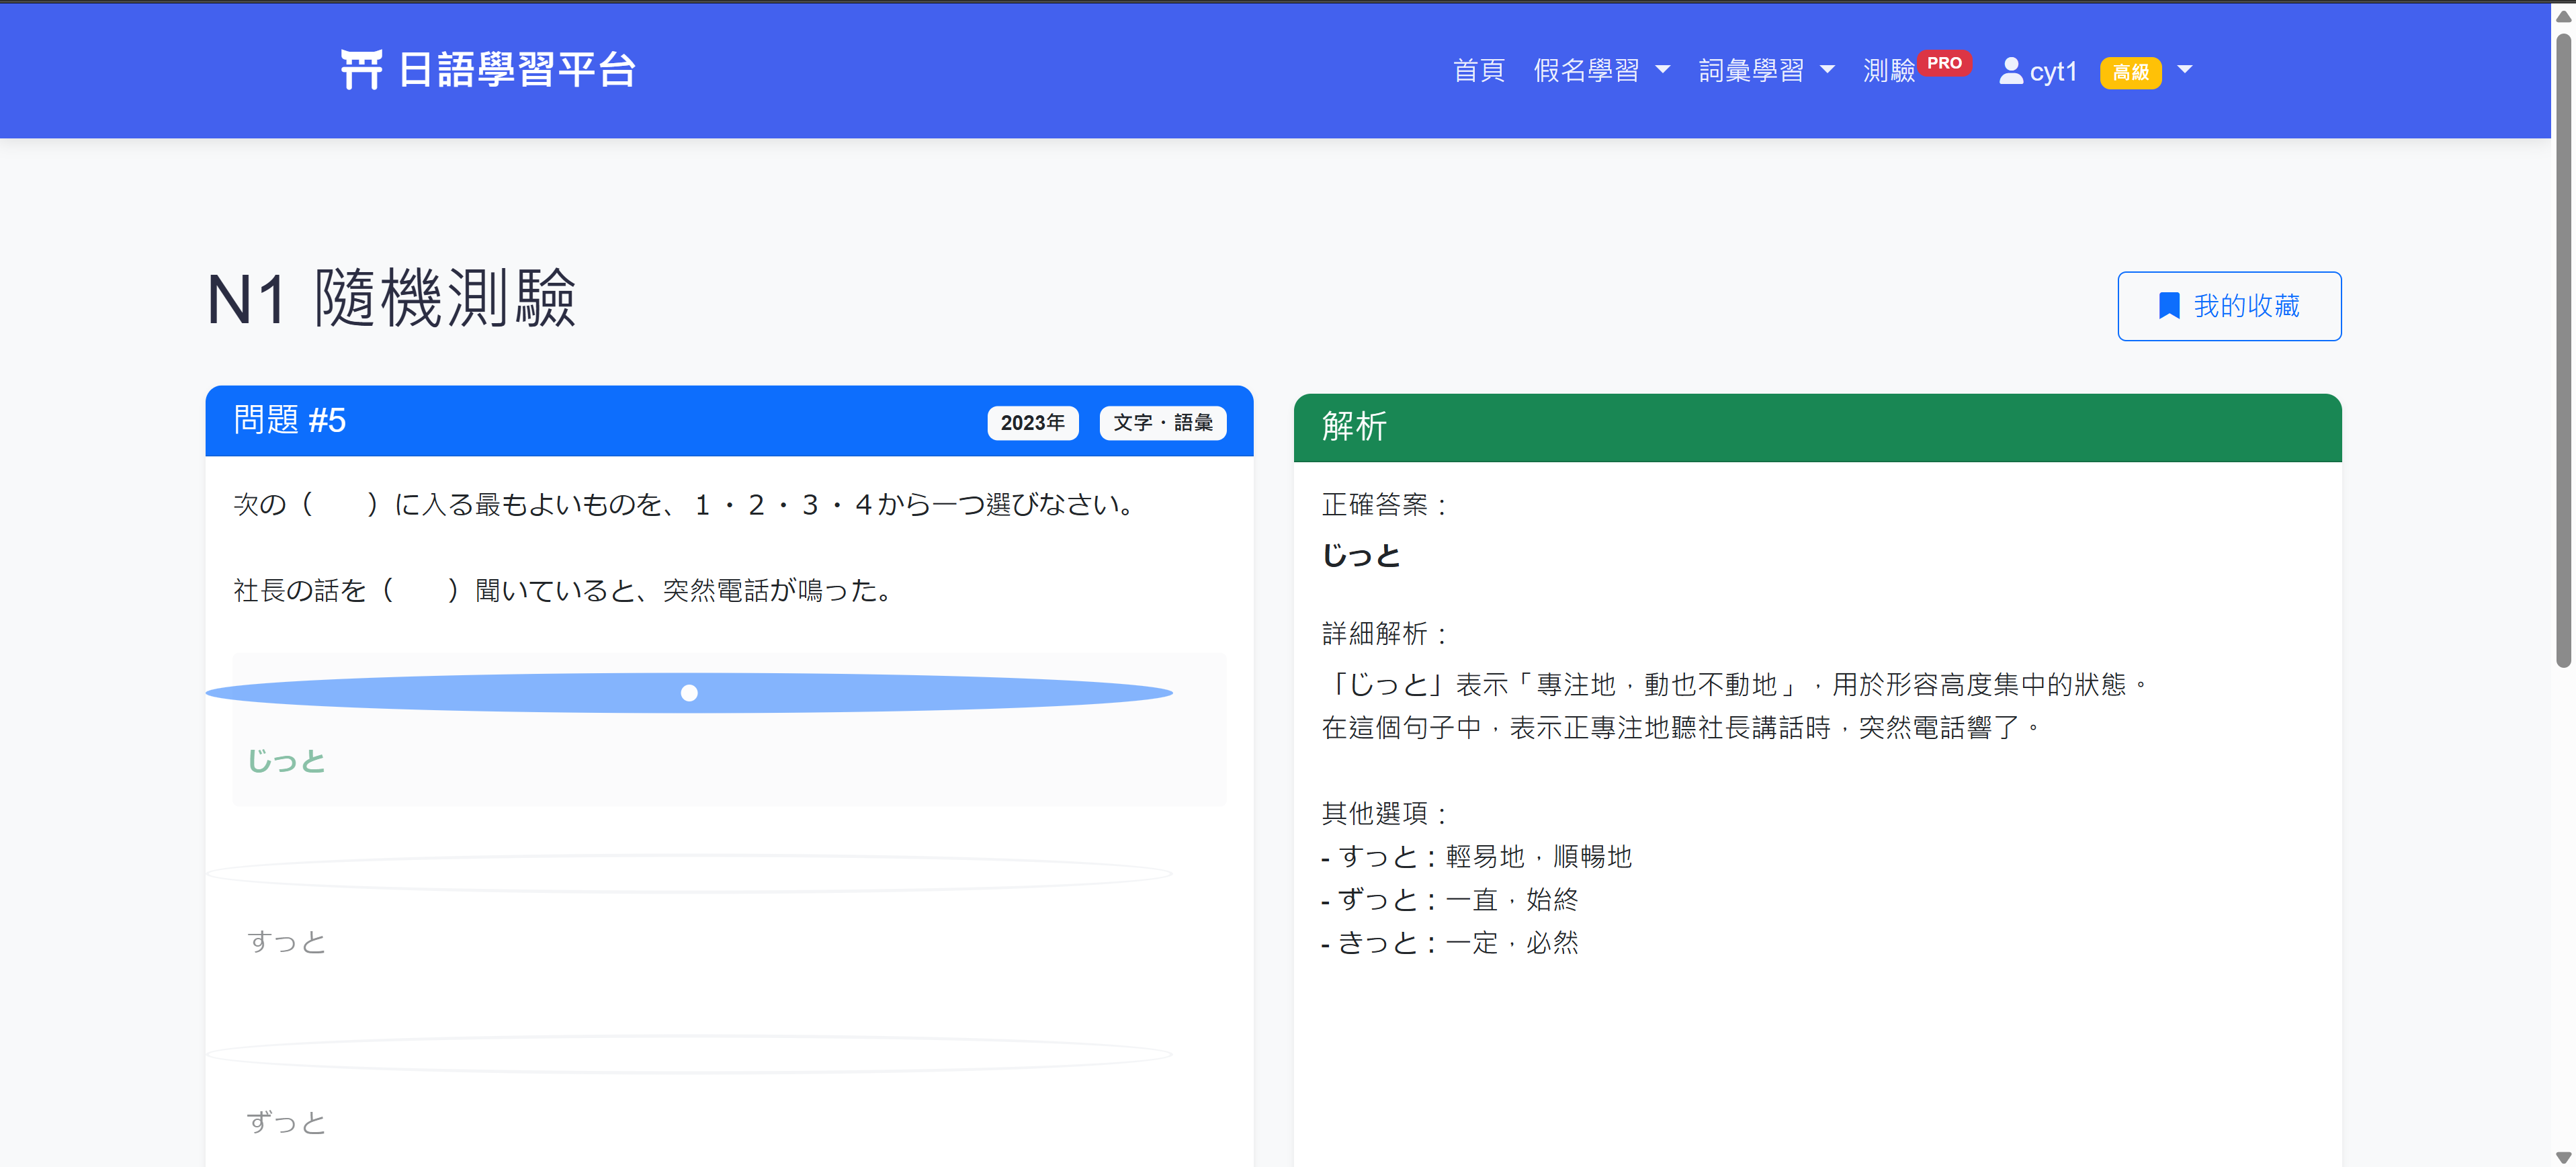 日語學習平台
首頁 假名學習 詞彙學習 測驗 PRO cyt1 高級
N1 隨機測驗
我的收藏
問題 #5 2023年 文字・語彙
次の（　　）に入る最もよいものを、１・２・３・４から一つ選びなさい。
社長の話を（　　）聞いていると、突然電話が鳴った。
じっと
すっと
ずっと
解析
正確答案：
じっと
詳細解析：
「じっと」表示「專注地，動也不動地」，用於形容高度集中的狀態。
在這個句子中，表示正專注地聽社長講話時，突然電話響了。
其他選項：
- すっと：輕易地，順暢地
- ずっと：一直，始終
- きっと：一定，必然